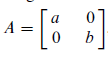 A = [ a 0
0 b ]